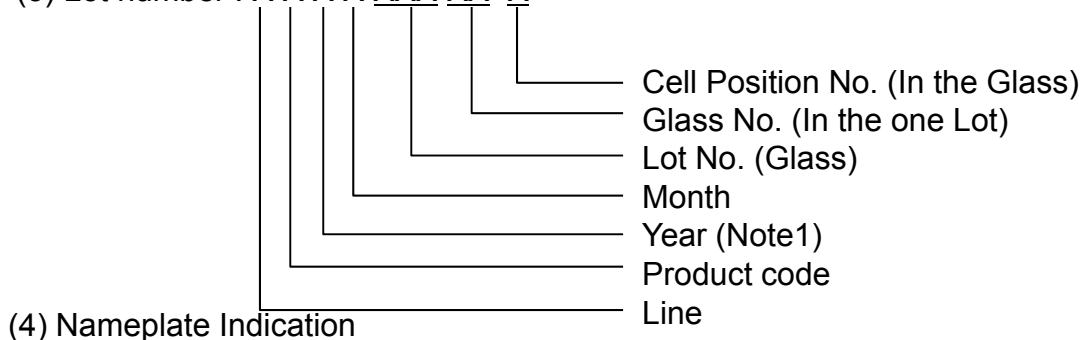 Cell Position No. (In the Glass)
Glass No. (In the one Lot)
Lot No. (Glass)
Month
Year (Note1)
Product code
Line
(4) Nameplate Indication